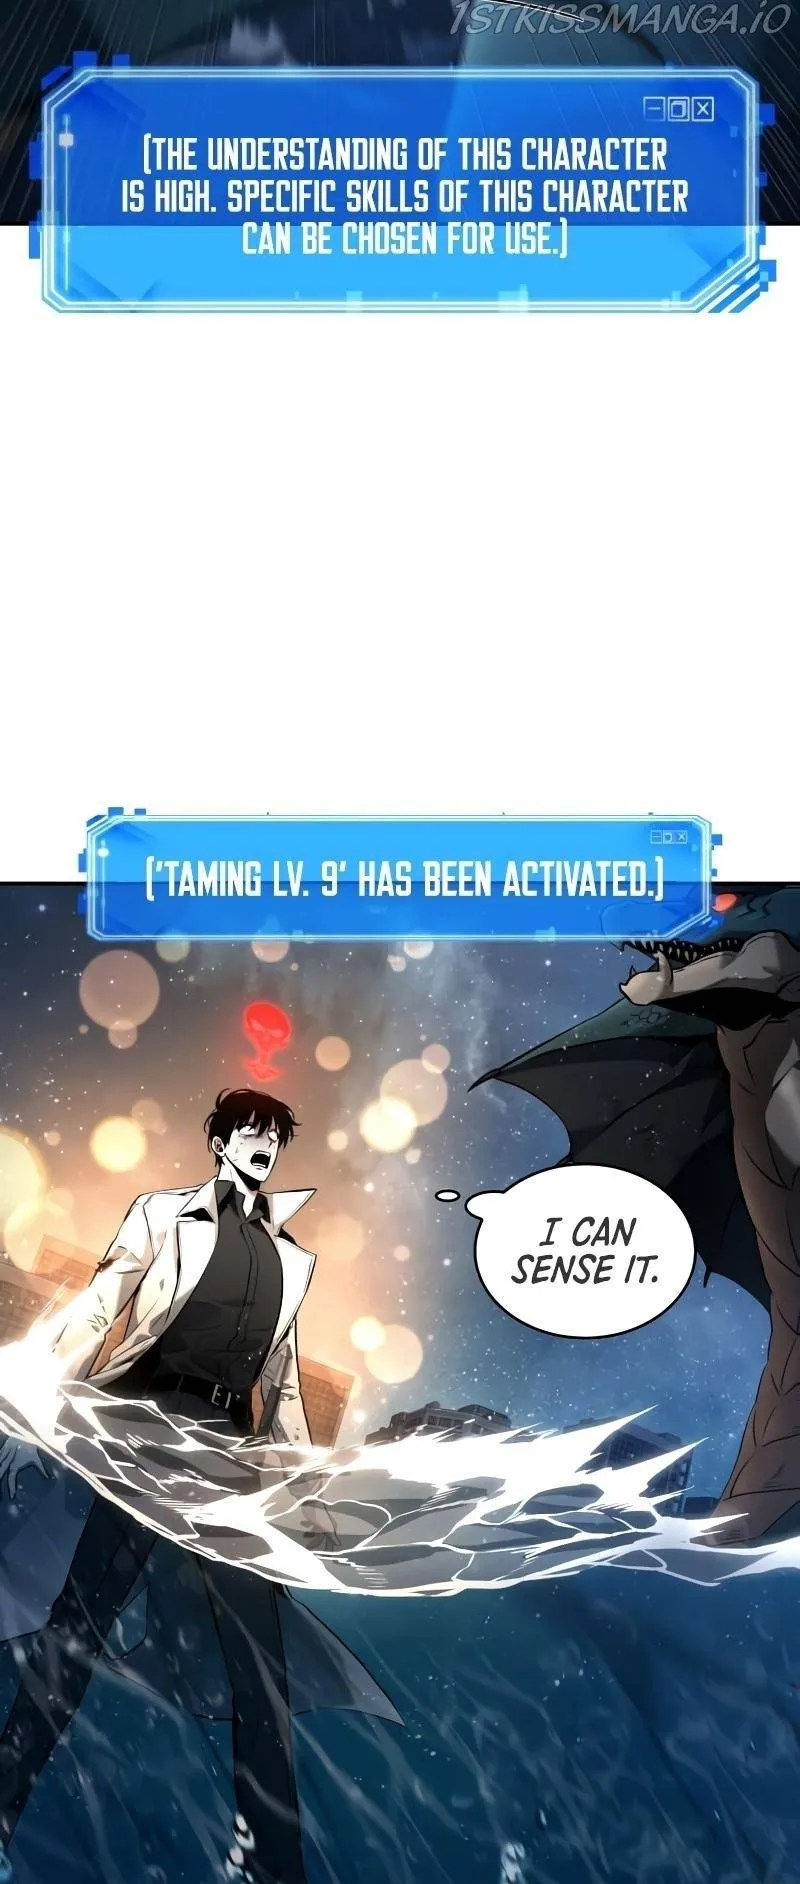 1STKISSMANGA.IO
[THE UNDERSTANDING OF THIS CHARACTER
IS HIGH. SPECIFIC SKILLS OF THIS CHARACTER
CAN BE CHOSEN FOR USE.]
['TAMING LV. 9' HAS BEEN ACTIVATED.]
I CAN
SENSE IT.